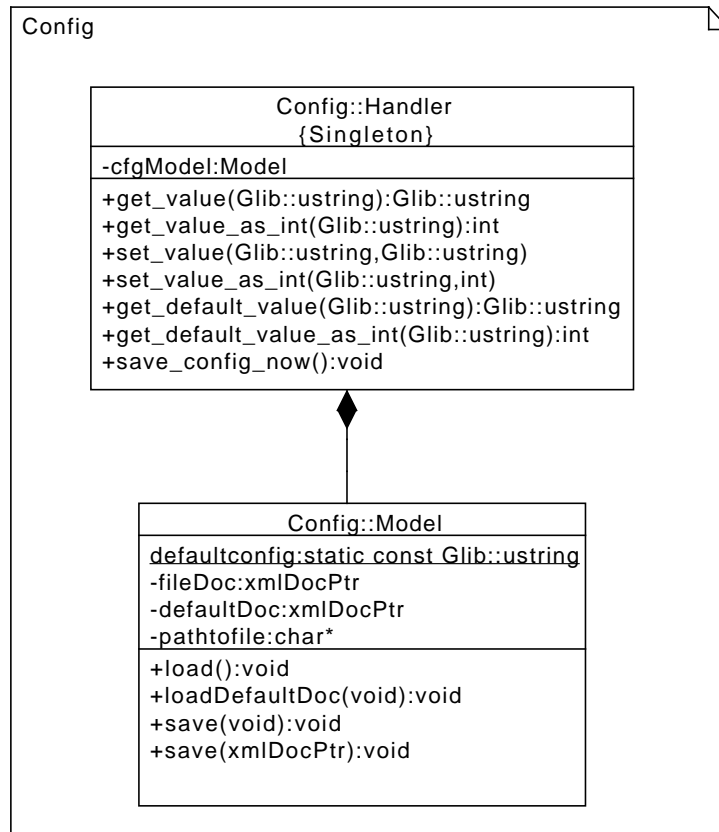 Config
Config::Handler
{Singleton}
-cfgModel:Model
+get_value(Glib::ustring):Glib::ustring
+get_value_as_int(Glib::ustring):int
+set_value(Glib::ustring,Glib::ustring)
+set_value_as_int(Glib::ustring,int)
+get_default_value(Glib::ustring):Glib::ustring
+get_default_value_as_int(Glib::ustring):int
+save_config_now():void
Config::Model
defaultconfig:static const Glib::ustring
-fileDoc:xmlDocPtr
-defaultDoc:xmlDocPtr
-pathtofile:char*
+load():void
+loadDefaultDoc(void):void
+save(void):void
+save(xmlDocPtr):void